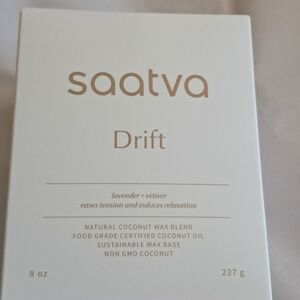 saatva
Drift
lavender + vetiver
eases tension and induces relaxation
NATURAL COCONUT WAX BLEND
FOOD GRADE CERTIFIED COCONUT OIL
SUSTAINABLE WAX BASE
NON GMO COCONUT
8 oz 227 g